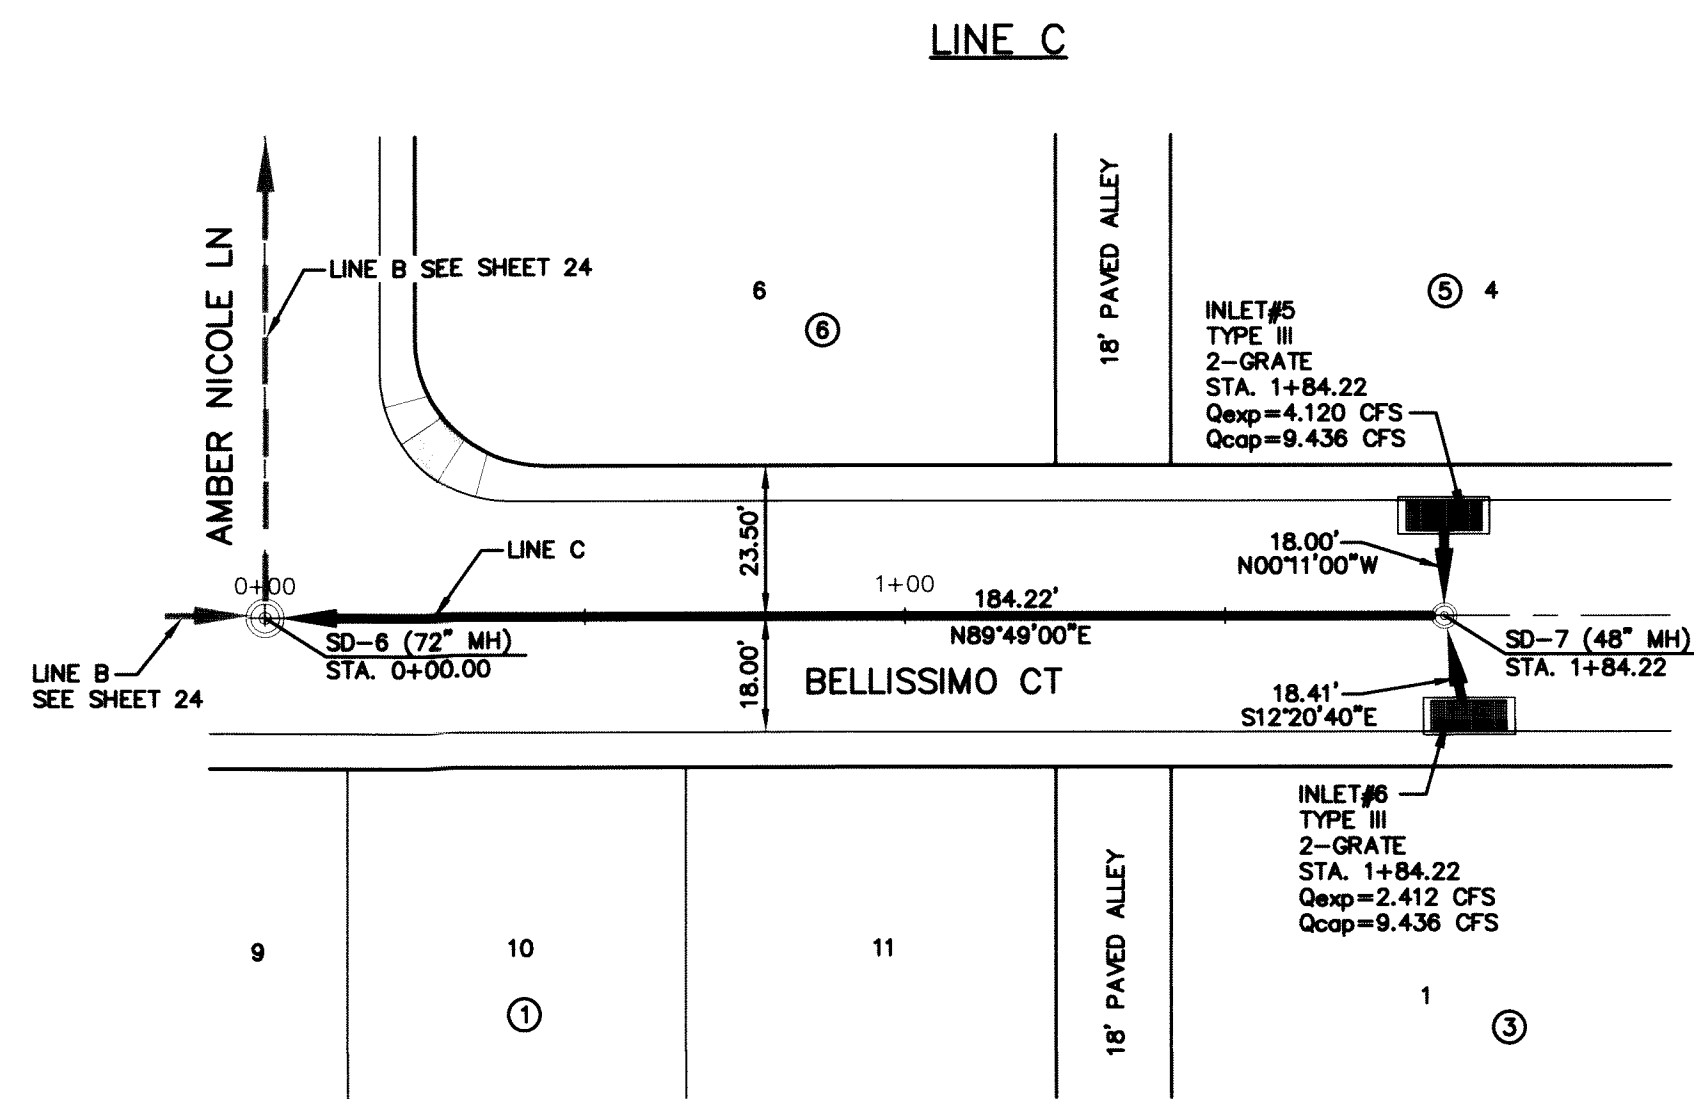 LINE C
AMBER NICOLE LN
LINE B SEE SHEET 24
6
6
18' PAVED ALLEY
5 4
INLET#5
TYPE III
2-GRATE
STA. 1+84.22
Qexp=4.120 CFS
Qcap=9.436 CFS
23.50'
LINE C
18.00'
N00°11'00"W
0+00
1+00
184.22'
N89°49'00"E
SD-6 (72" MH)
STA. 0+00.00
SD-7 (48" MH)
STA. 1+84.22
LINE B
SEE SHEET 24
18.00'
BELLISSIMO CT
18.41'
S12°20'40"E
INLET#6
TYPE III
2-GRATE
STA. 1+84.22
Qexp=2.412 CFS
Qcap=9.436 CFS
9
10
11
18' PAVED ALLEY
1
1
3